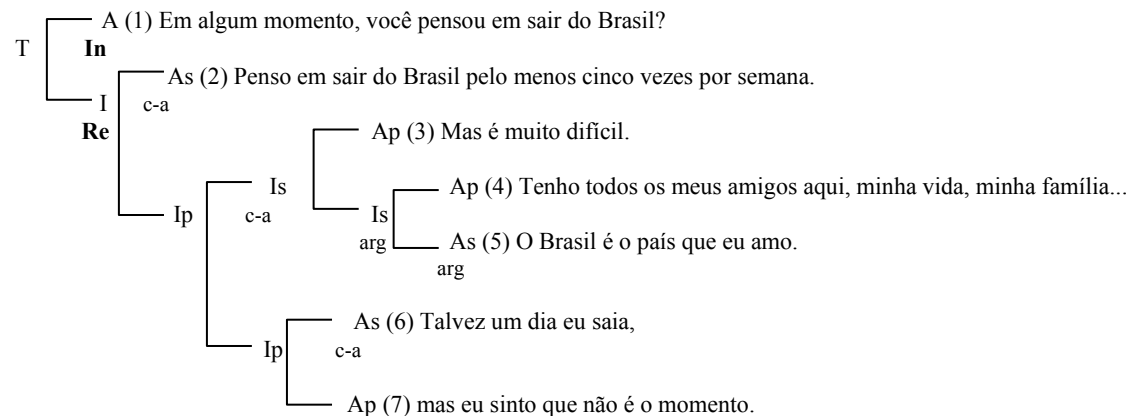 A (1) Em algum momento, você pensou em sair do Brasil?
T In
As (2) Penso em sair do Brasil pelo menos cinco vezes por semana.
I c-a
Re Ap (3) Mas é muito difícil.
Is Ap (4) Tenho todos os meus amigos aqui, minha vida, minha família...
Ip c-a Is
arg As (5) O Brasil é o país que eu amo.
arg
As (6) Talvez um dia eu saia,
Ip c-a
Ap (7) mas eu sinto que não é o momento.